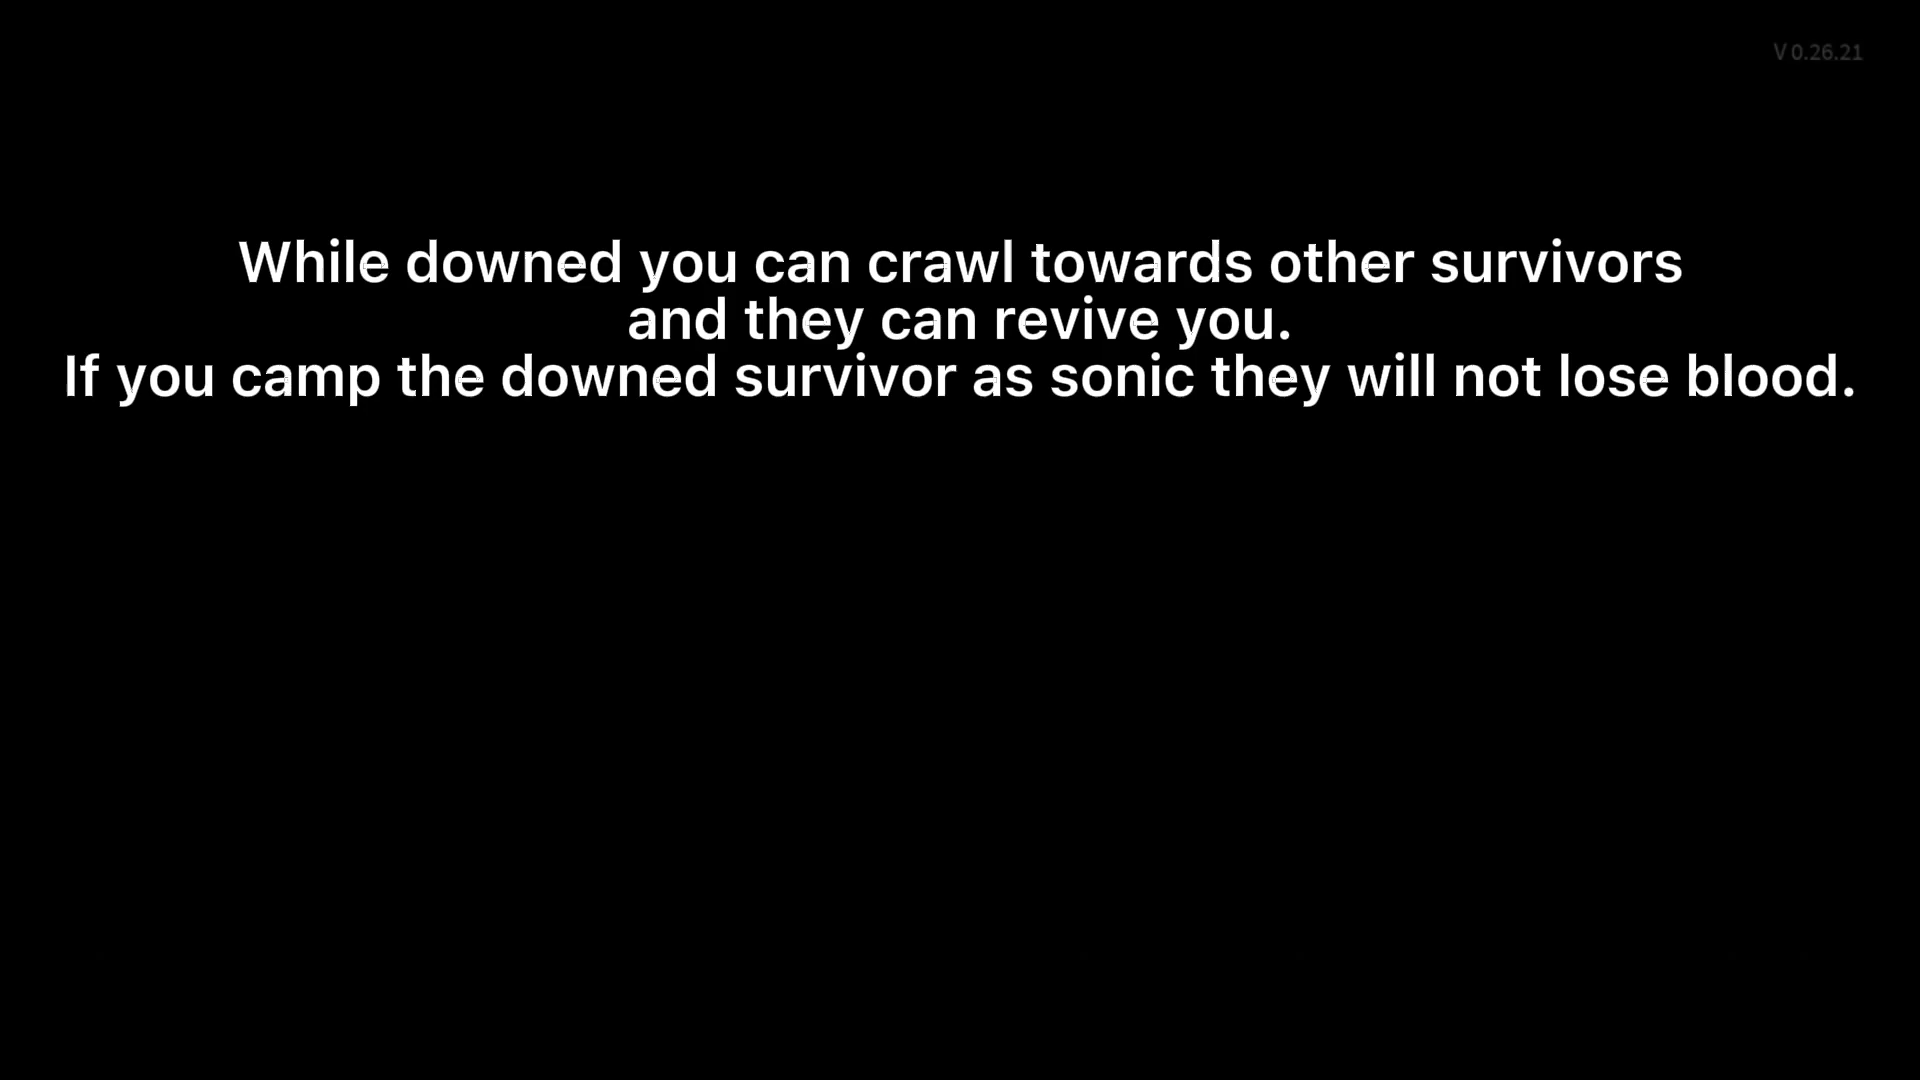 V 0.26.21
While downed you can crawl towards other survivors
and they can revive you.
If you camp the downed survivor as sonic they will not lose blood.